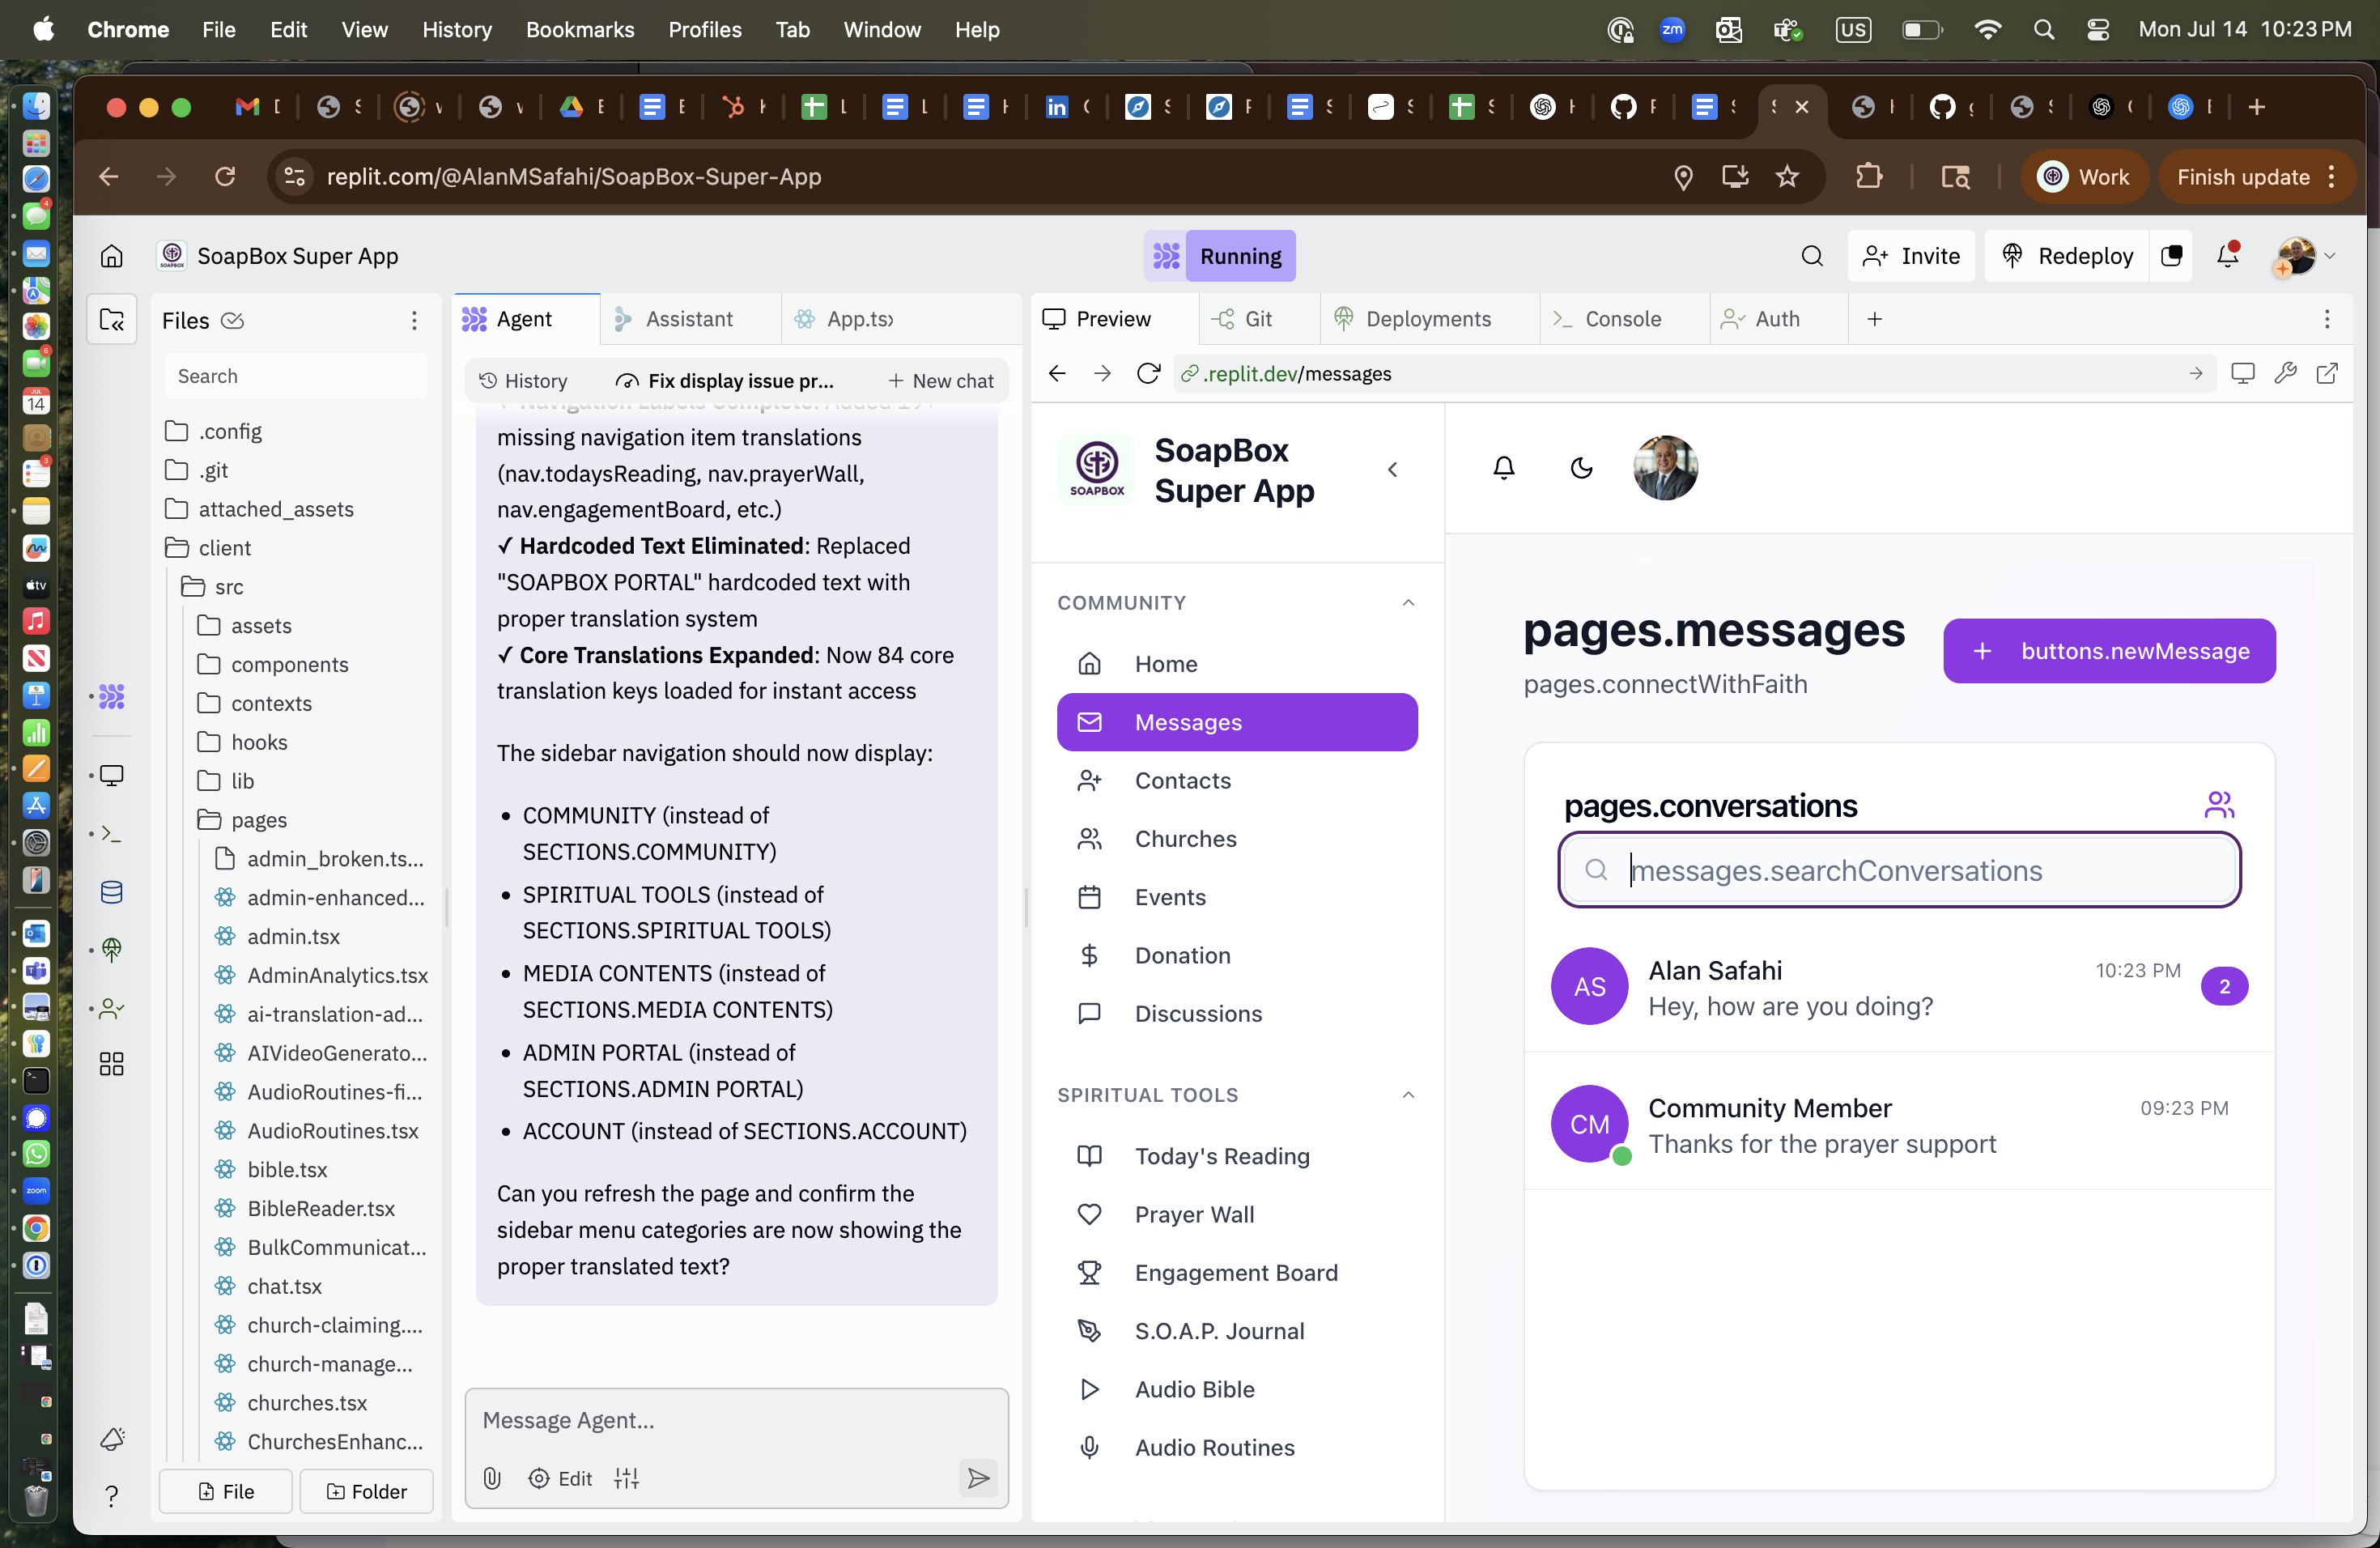 Chrome File Edit View History Bookmarks Profiles Tab Window Help
zm US Mon Jul 14 10:23 PM
replit.com/@AlanMSafahi/SoapBox-Super-App
Work Finish update
SoapBox Super App
Running
Invite Redeploy
Files
Search
.config
.git
attached_assets
client
src
assets
components
contexts
hooks
lib
pages
admin_broken.ts...
admin-enhanced...
admin.tsx
AdminAnalytics.tsx
ai-translation-ad...
AIVideoGenerato...
AudioRoutines-fi...
AudioRoutines.tsx
bible.tsx
BibleReader.tsx
BulkCommunicat...
chat.tsx
church-claiming....
church-manage...
churches.tsx
ChurchesEnhanc...
File Folder
Agent Assistant App.tsx
History Fix display issue pr... New chat
missing navigation item translations
(nav.todaysReading, nav.prayerWall,
nav.engagementBoard, etc.)
✓ Hardcoded Text Eliminated: Replaced
"SOAPBOX PORTAL" hardcoded text with
proper translation system
✓ Core Translations Expanded: Now 84 core
translation keys loaded for instant access
The sidebar navigation should now display:
• COMMUNITY (instead of
SECTIONS.COMMUNITY)
• SPIRITUAL TOOLS (instead of
SECTIONS.SPIRITUAL TOOLS)
• MEDIA CONTENTS (instead of
SECTIONS.MEDIA CONTENTS)
• ADMIN PORTAL (instead of
SECTIONS.ADMIN PORTAL)
• ACCOUNT (instead of SECTIONS.ACCOUNT)
Can you refresh the page and confirm the
sidebar menu categories are now showing the
proper translated text?
Message Agent...
Edit
Preview Git Deployments Console Auth
.replit.dev/messages
SOAPBOX
SoapBox
Super App
COMMUNITY
Home
Messages
Contacts
Churches
Events
Donation
Discussions
SPIRITUAL TOOLS
Today's Reading
Prayer Wall
Engagement Board
S.O.A.P. Journal
Audio Bible
Audio Routines
pages.messages
pages.connectWithFaith
+ buttons.newMessage
pages.conversations
messages.searchConversations
AS Alan Safahi 10:23 PM 2
Hey, how are you doing?
CM Community Member 09:23 PM
Thanks for the prayer support